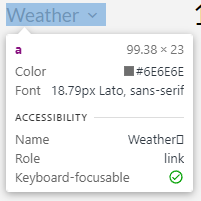 Weather
a 99.38 × 23
Color #6E6E6E
Font 18.79px Lato, sans-serif
ACCESSIBILITY
Name Weather▯
Role link
Keyboard-focusable